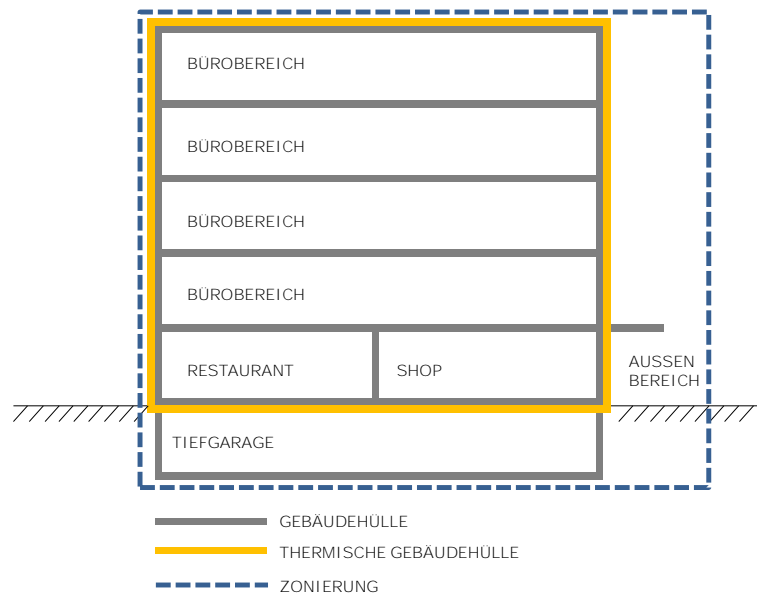 BÜROBEREICH
BÜROBEREICH
BÜROBEREICH
BÜROBEREICH
RESTAURANT
SHOP
AUSSEN
BEREICH
TIEFGARAGE
GEBÄUDEHÜLLE
THERMISCHE GEBÄUDEHÜLLE
ZONIERUNG